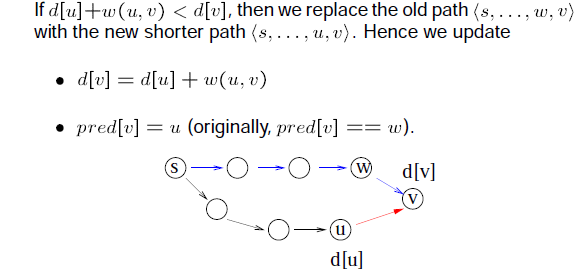 If d[u]+w(u, v) < d[v], then we replace the old path ⟨s, . . . , w, v⟩
with the new shorter path ⟨s, . . . , u, v⟩. Hence we update
• d[v] = d[u] + w(u, v)
• pred[v] = u (originally, pred[v] == w).
s W d[v]
V
u
d[u]